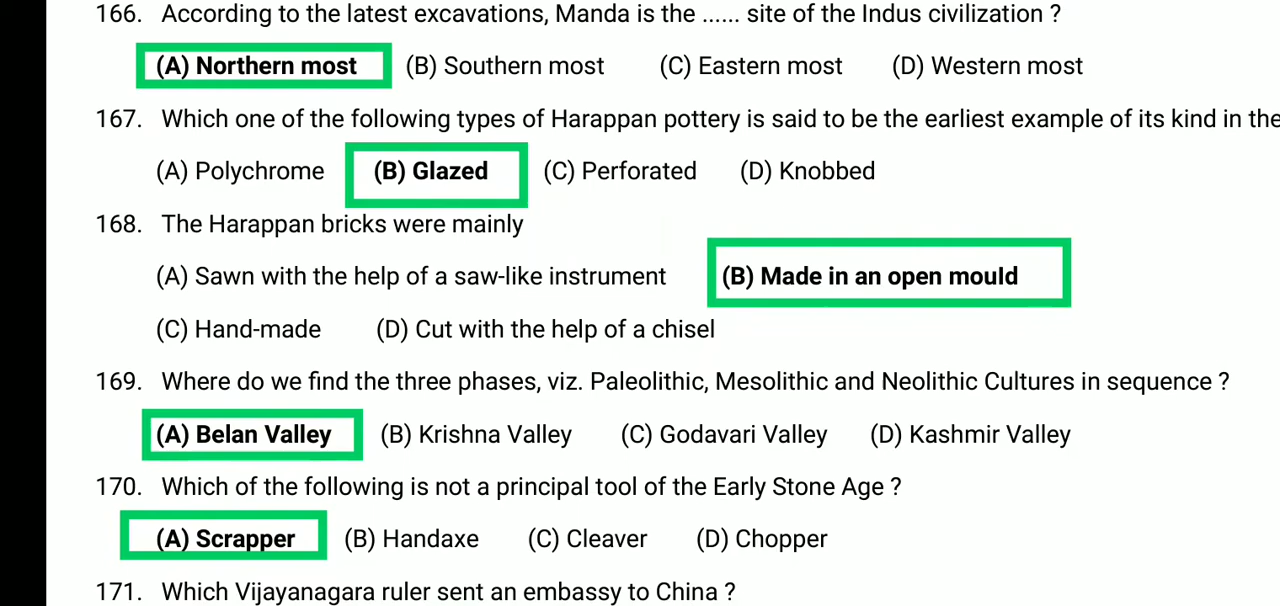 166. According to the latest excavations, Manda is the ...... site of the Indus civilization ?
(A) Northern most (B) Southern most (C) Eastern most (D) Western most
167. Which one of the following types of Harappan pottery is said to be the earliest example of its kind in the
(A) Polychrome (B) Glazed (C) Perforated (D) Knobbed
168. The Harappan bricks were mainly
(A) Sawn with the help of a saw-like instrument (B) Made in an open mould
(C) Hand-made (D) Cut with the help of a chisel
169. Where do we find the three phases, viz. Paleolithic, Mesolithic and Neolithic Cultures in sequence ?
(A) Belan Valley (B) Krishna Valley (C) Godavari Valley (D) Kashmir Valley
170. Which of the following is not a principal tool of the Early Stone Age ?
(A) Scrapper (B) Handaxe (C) Cleaver (D) Chopper
171. Which Vijayanagara ruler sent an embassy to China ?